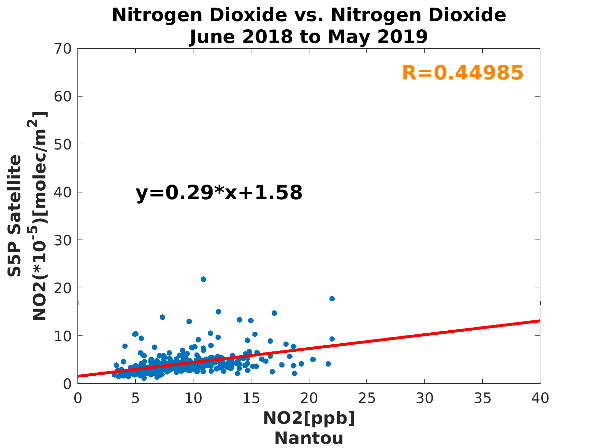 Nitrogen Dioxide vs. Nitrogen Dioxide
June 2018 to May 2019
R=0.44985
y=0.29*x+1.58
S5P Satellite
NO2(*10^-5)[molec/m^2]
70
60
50
40
30
20
10
0
0 5 10 15 20 25 30 35 40
NO2[ppb]
Nantou